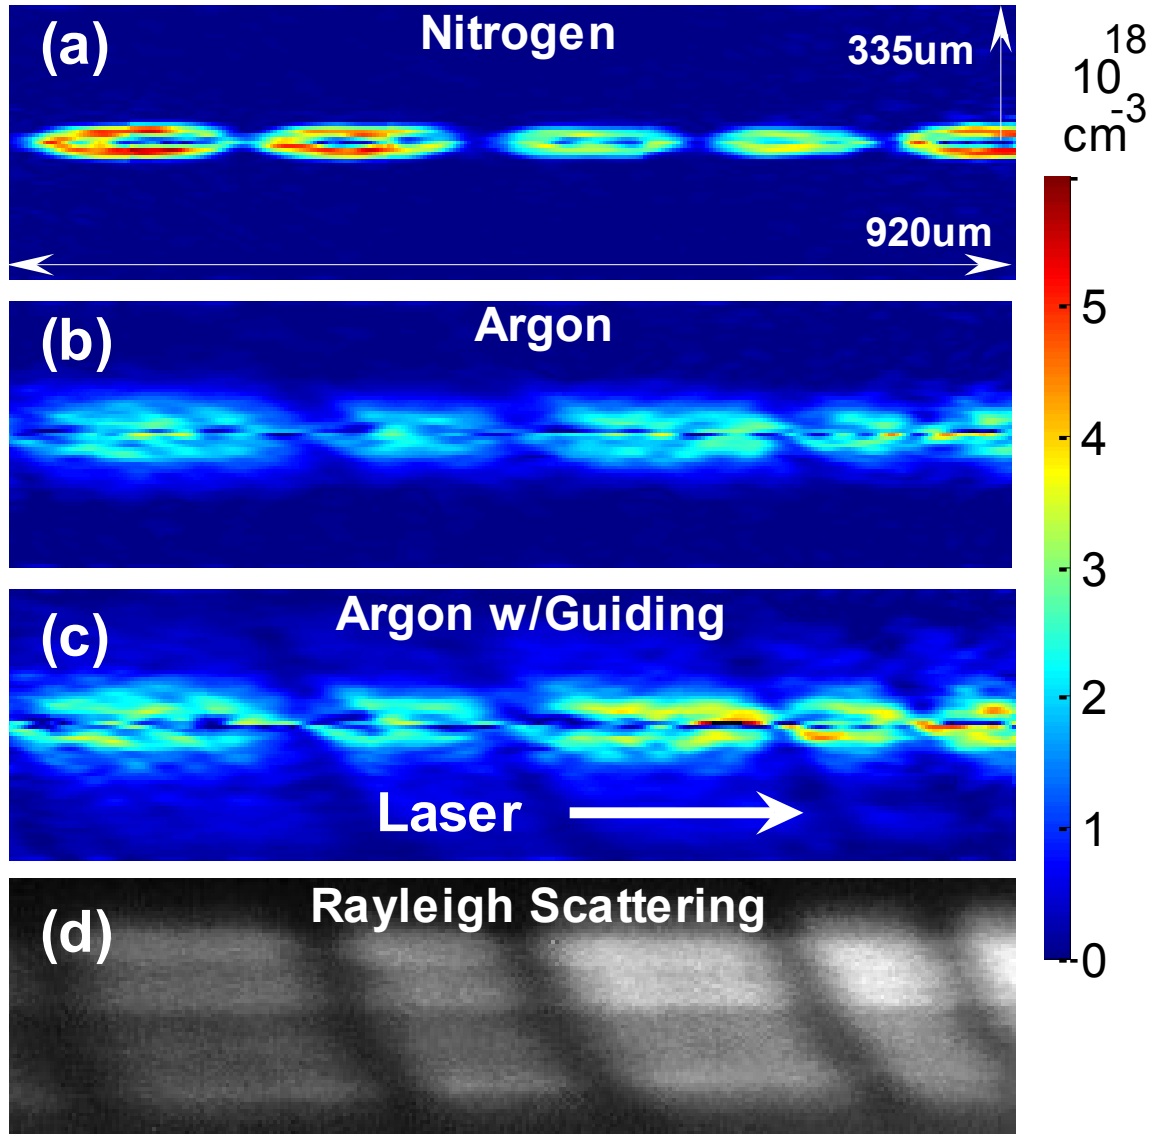 (a)
Nitrogen
335um
920um
(b)
Argon
(c)
Argon w/Guiding
Laser
(d)
Rayleigh Scattering
10^18
cm^-3
5
4
3
2
1
0